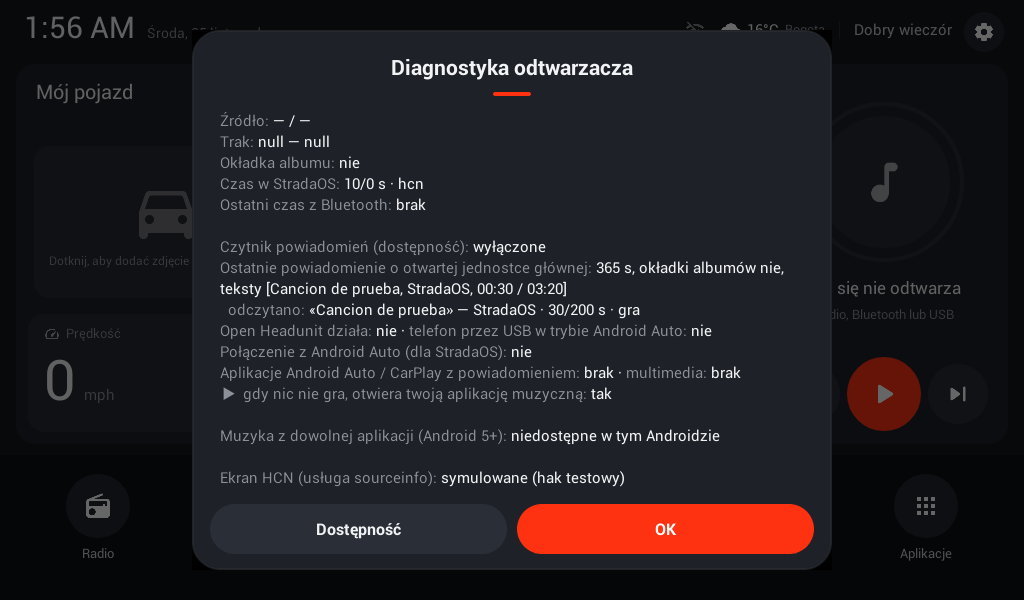 1:56 AM
Środa,
16°C Bogota
Dobry wieczór
Mój pojazd
Dotknij, aby dodać zdjęcie
Prędkość
0 mph
Diagnostyka odtwarzacza
Źródło: — / —
Trak: null — null
Okładka albumu: nie
Czas w StradaOS: 10/0 s · hcn
Ostatni czas z Bluetooth: brak
Czytnik powiadomień (dostępność): wyłączone
Ostatnie powiadomienie o otwartej jednostce głównej: 365 s, okładki albumów nie,
teksty [Cancion de prueba, StradaOS, 00:30 / 03:20]
odczytano: «Cancion de prueba» — StradaOS · 30/200 s · gra
Open Headunit działa: nie · telefon przez USB w trybie Android Auto: nie
Połączenie z Android Auto (dla StradaOS): nie
Aplikacje Android Auto / CarPlay z powiadomieniem: brak · multimedia: brak
▶ gdy nic nie gra, otwiera twoją aplikację muzyczną: tak
Muzyka z dowolnej aplikacji (Android 5+): niedostępne w tym Androidzie
Ekran HCN (usługa sourceinfo): symulowane (hak testowy)
Dostępność
OK
się nie odtwarza
Bluetooth lub USB
Radio
Aplikacje